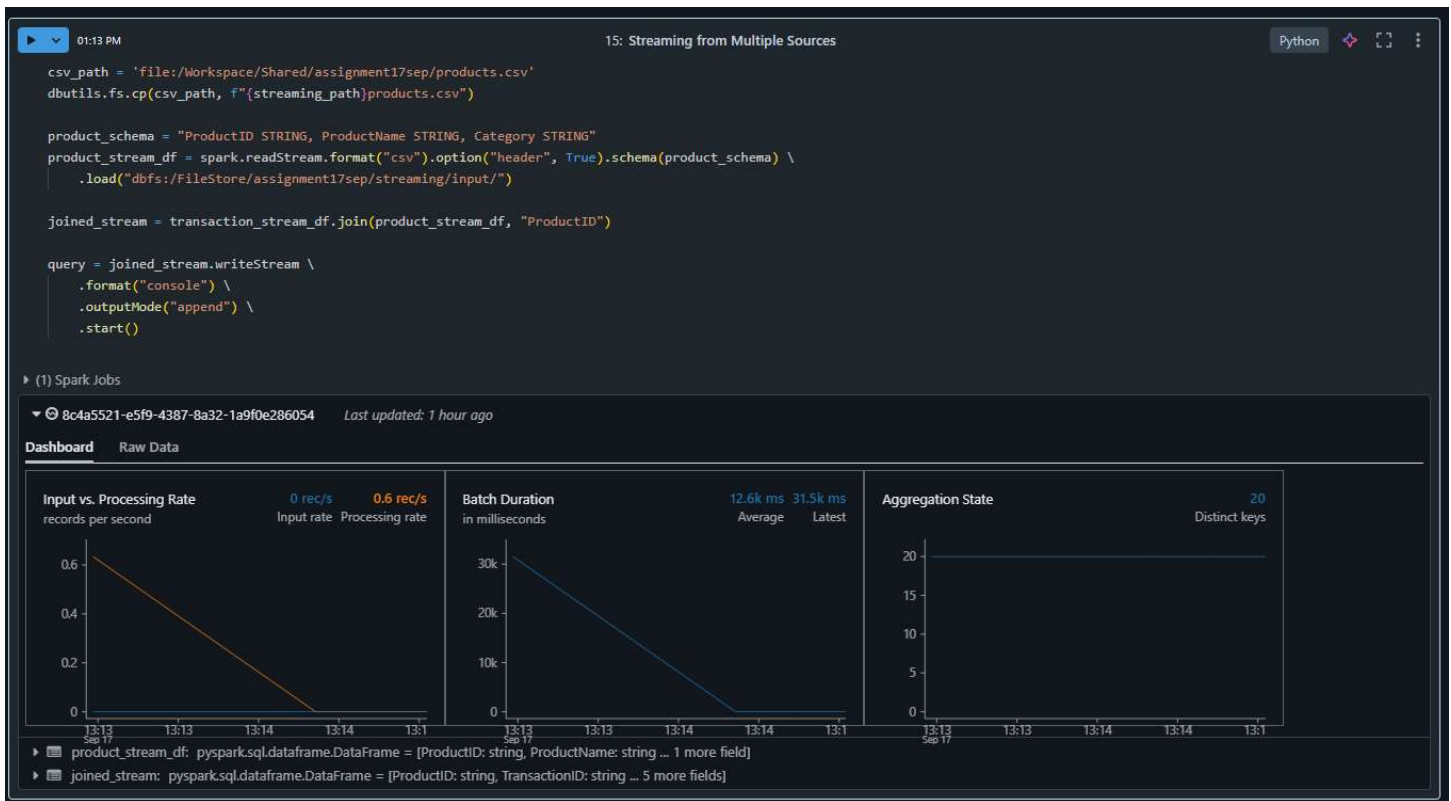 01:13 PM
15: Streaming from Multiple Sources
Python
csv_path = 'file:/Workspace/Shared/assignment17sep/products.csv'
dbutils.fs.cp(csv_path, f"{streaming_path}products.csv")
product_schema = "ProductID STRING, ProductName STRING, Category STRING"
product_stream_df = spark.readStream.format("csv").option("header", True).schema(product_schema) \
.load("dbfs:/FileStore/assignment17sep/streaming/input/")
joined_stream = transaction_stream_df.join(product_stream_df, "ProductID")
query = joined_stream.writeStream \
.format("console") \
.outputMode("append") \
.start()
(1) Spark Jobs
8c4a5521-e5f9-4387-8a32-1a9f0e286054 Last updated: 1 hour ago
Dashboard Raw Data
Input vs. Processing Rate 0 rec/s 0.6 rec/s
records per second Input rate Processing rate
0.6
0.4
0.2
0
13:13 13:13 13:14 13:14 13:1
Sep 17
Batch Duration 12.6k ms 31.5k ms
in milliseconds Average Latest
30k
20k
10k
0
13:13 13:13 13:14 13:14 13:1
Sep 17
Aggregation State 20
Distinct keys
20
15
10
5
0
13:13 13:13 13:14 13:14 13:1
Sep 17
product_stream_df: pyspark.sql.dataframe.DataFrame = [ProductID: string, ProductName: string ... 1 more field]
joined_stream: pyspark.sql.dataframe.DataFrame = [ProductID: string, TransactionID: string ... 5 more fields]